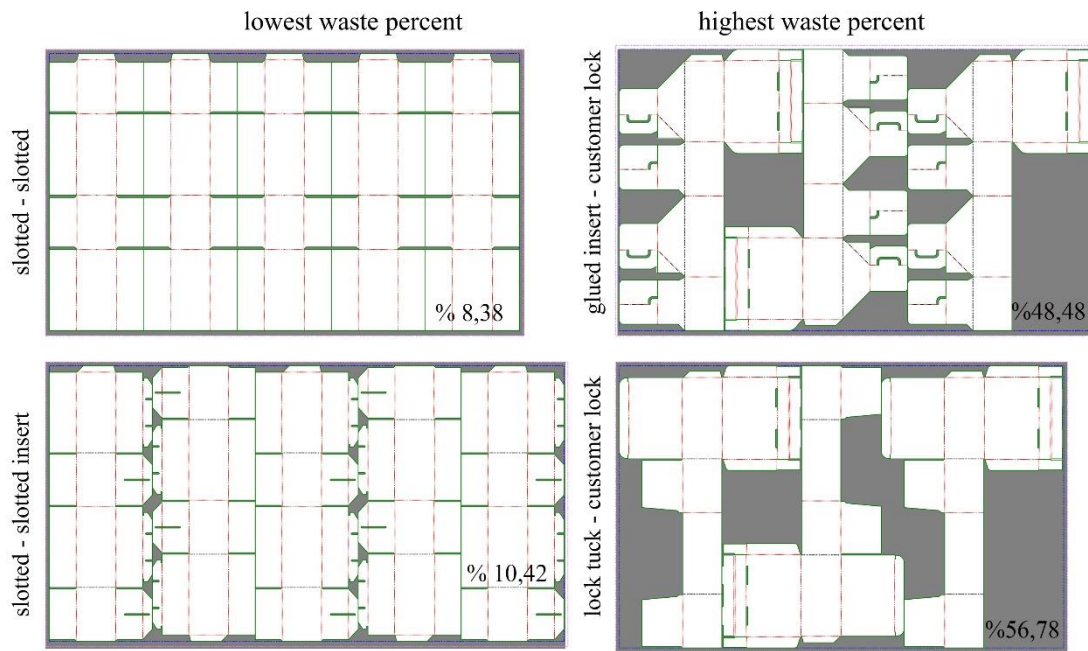 lowest waste percent
highest waste percent
slotted - slotted
% 8,38
glued insert - customer lock
%48,48
slotted - slotted insert
% 10,42
lock tuck - customer lock
%56,78